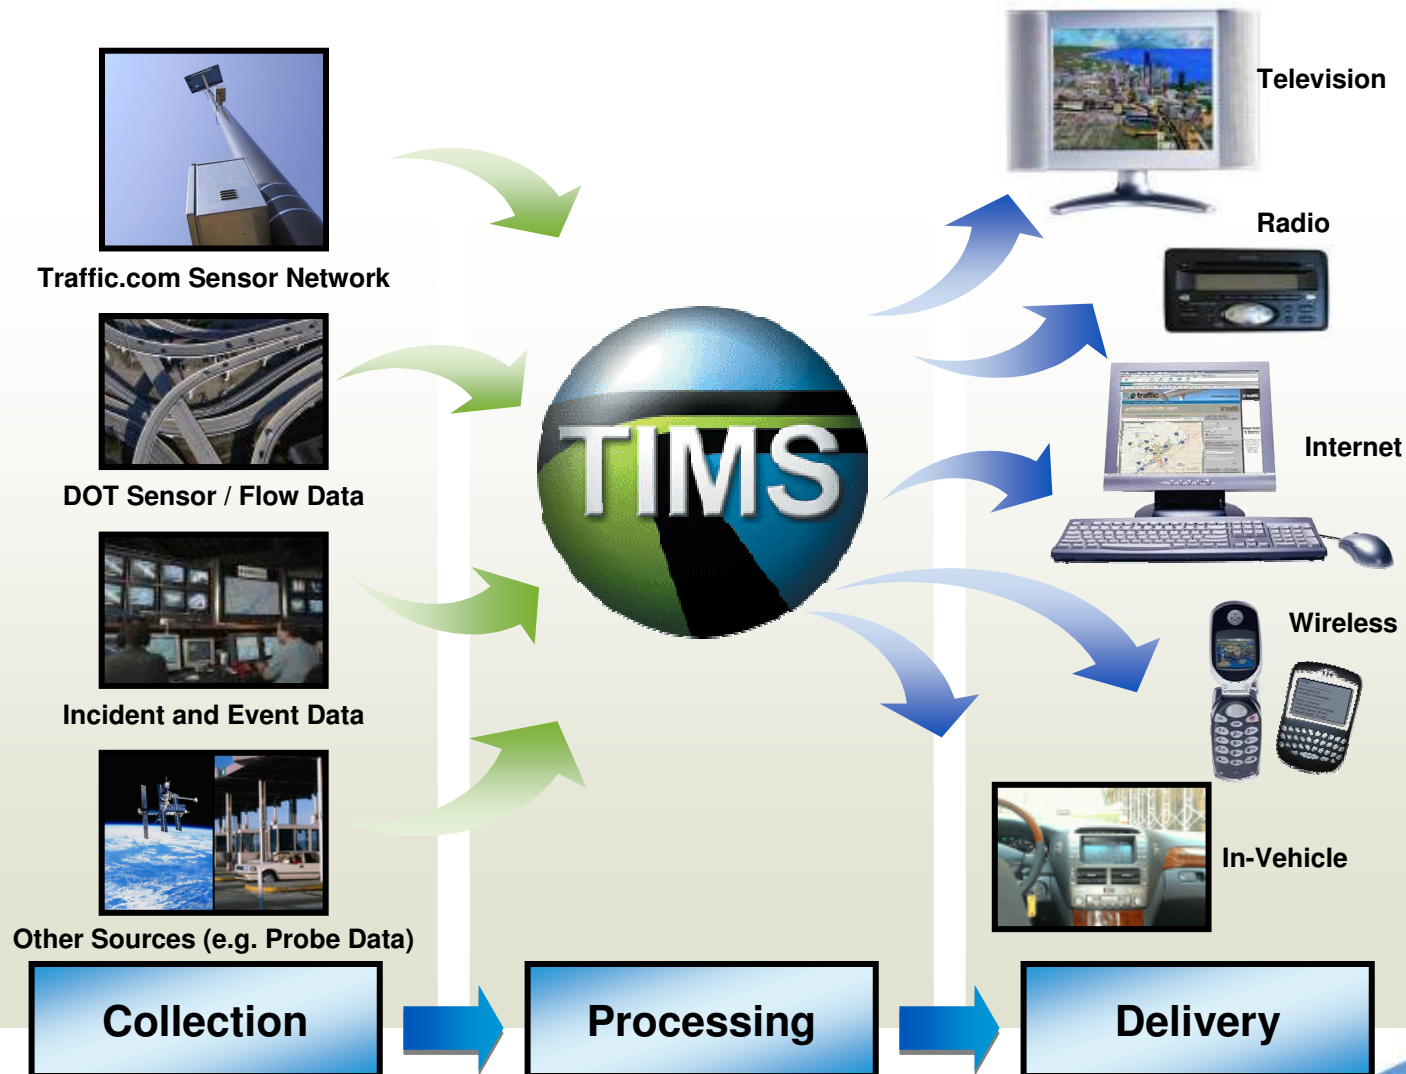 Television
Radio
Traffic.com Sensor Network
TIMS
traffic
Internet
DOT Sensor / Flow Data
Wireless
Incident and Event Data
In-Vehicle
Other Sources (e.g. Probe Data)
Collection
Processing
Delivery